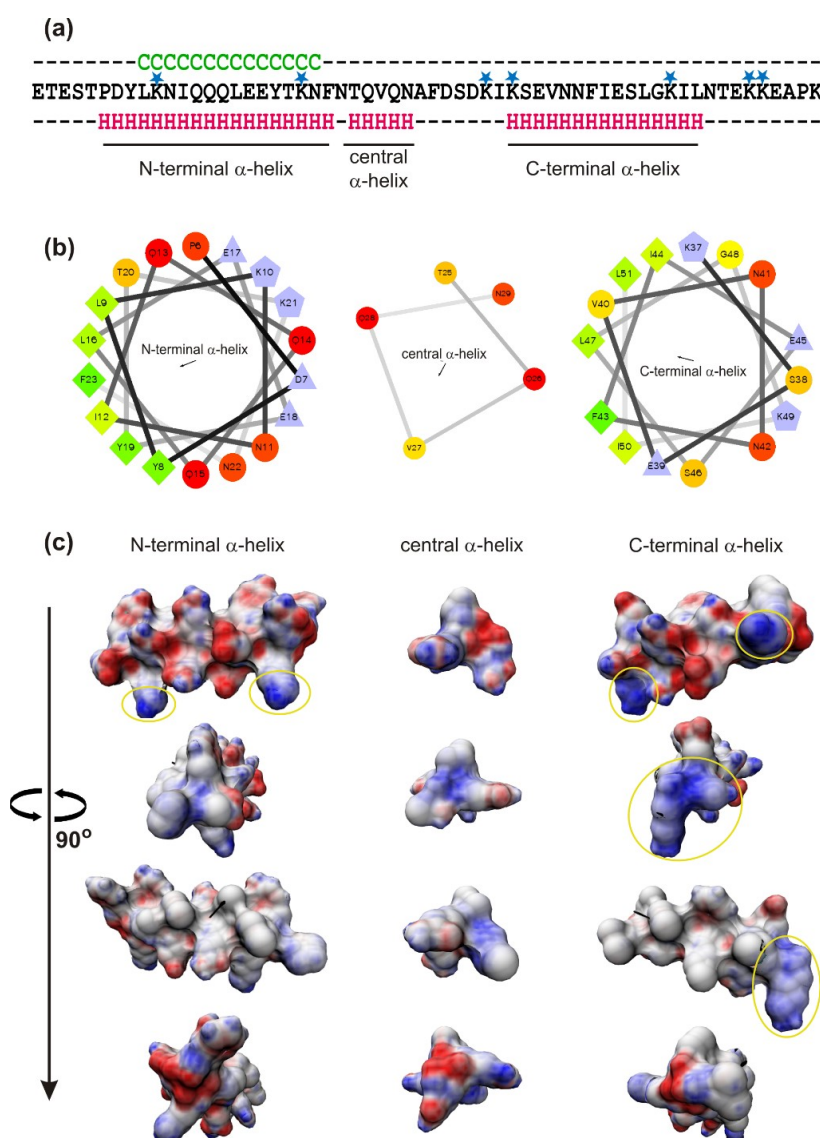 (a)
--------CCCCCCCCCCCCCC--------------------------------------
ETESTPDYLKNIQQQLEEYTKNFNTQVQNAFDSDKIKSEVNNFIESLGKILNTEKKEAPK
-----HHHHHHHHHHHHHHHHHH-HHHHH-------HHHHHHHHHHHHHHH---------
N-terminal α-helix
central
α-helix
C-terminal α-helix
(b)
P6
Q13
E17
T20
K10
L9
K21
L16
Q14
N-terminal α-helix
F23
D7
I12
E18
Y19
N11
Y8
Q15
N22
T25
N29
Q28
central α-helix
Q26
V27
K37
I44
G48
L51
N41
V40
L47
E45
C-terminal α-helix
S38
F43
K49
I50
N42
E39
S46
(c)
N-terminal α-helix
central α-helix
C-terminal α-helix
90°